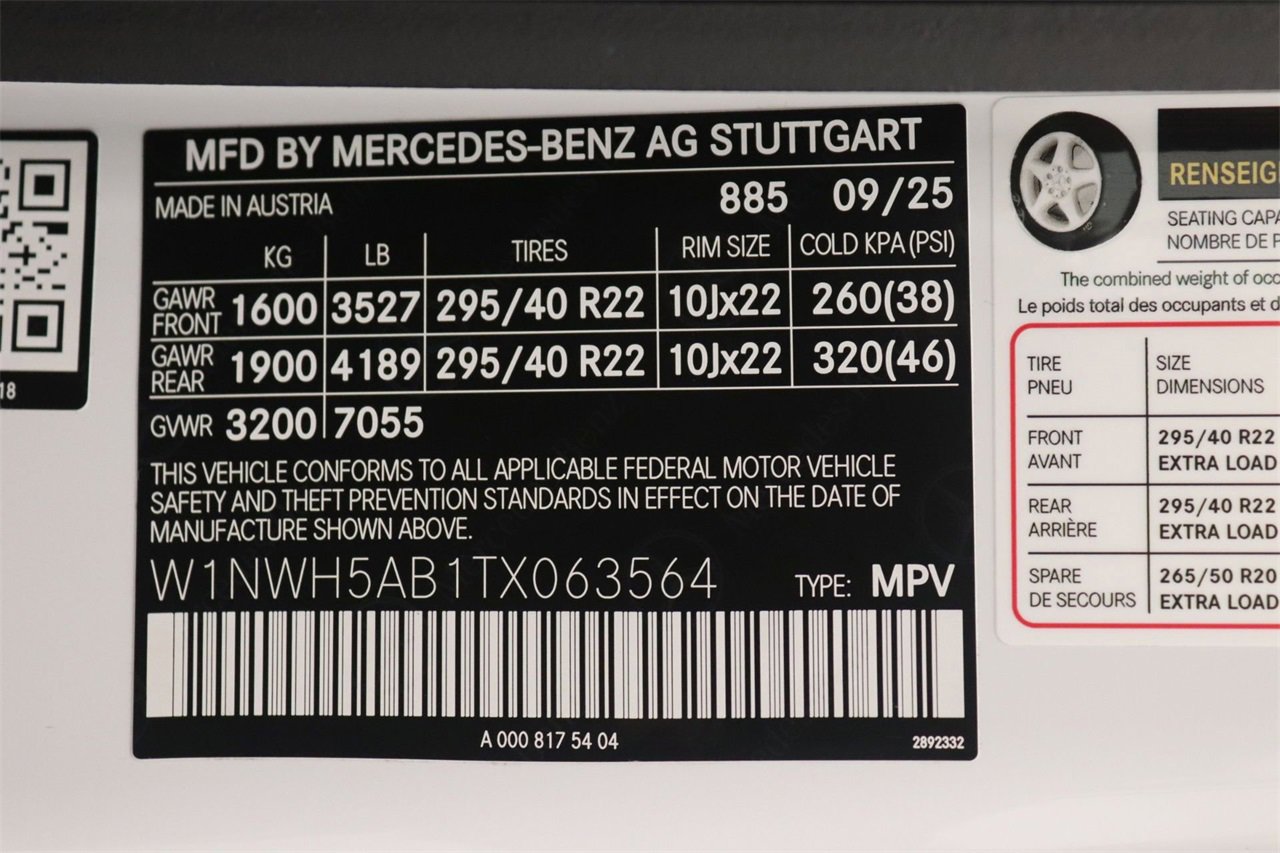 18
MFD BY MERCEDES-BENZ AG STUTTGART
MADE IN AUSTRIA 885 09/25
KG LB TIRES RIM SIZE COLD KPA (PSI)
GAWR FRONT 1600 3527 295/40 R22 10Jx22 260(38)
GAWR REAR 1900 4189 295/40 R22 10Jx22 320(46)
GVWR 3200 7055
THIS VEHICLE CONFORMS TO ALL APPLICABLE FEDERAL MOTOR VEHICLE
SAFETY AND THEFT PREVENTION STANDARDS IN EFFECT ON THE DATE OF
MANUFACTURE SHOWN ABOVE.
W1NWH5AB1TX063564 TYPE: MPV
A 000 817 54 04 2892332
RENSEIG
SEATING CAPA
NOMBRE DE P
The combined weight of occ
Le poids total des occupants et d
TIRE SIZE
PNEU DIMENSIONS
FRONT 295/40 R22
AVANT EXTRA LOAD
REAR 295/40 R22
ARRIÈRE EXTRA LOAD
SPARE 265/50 R20
DE SECOURS EXTRA LOAD